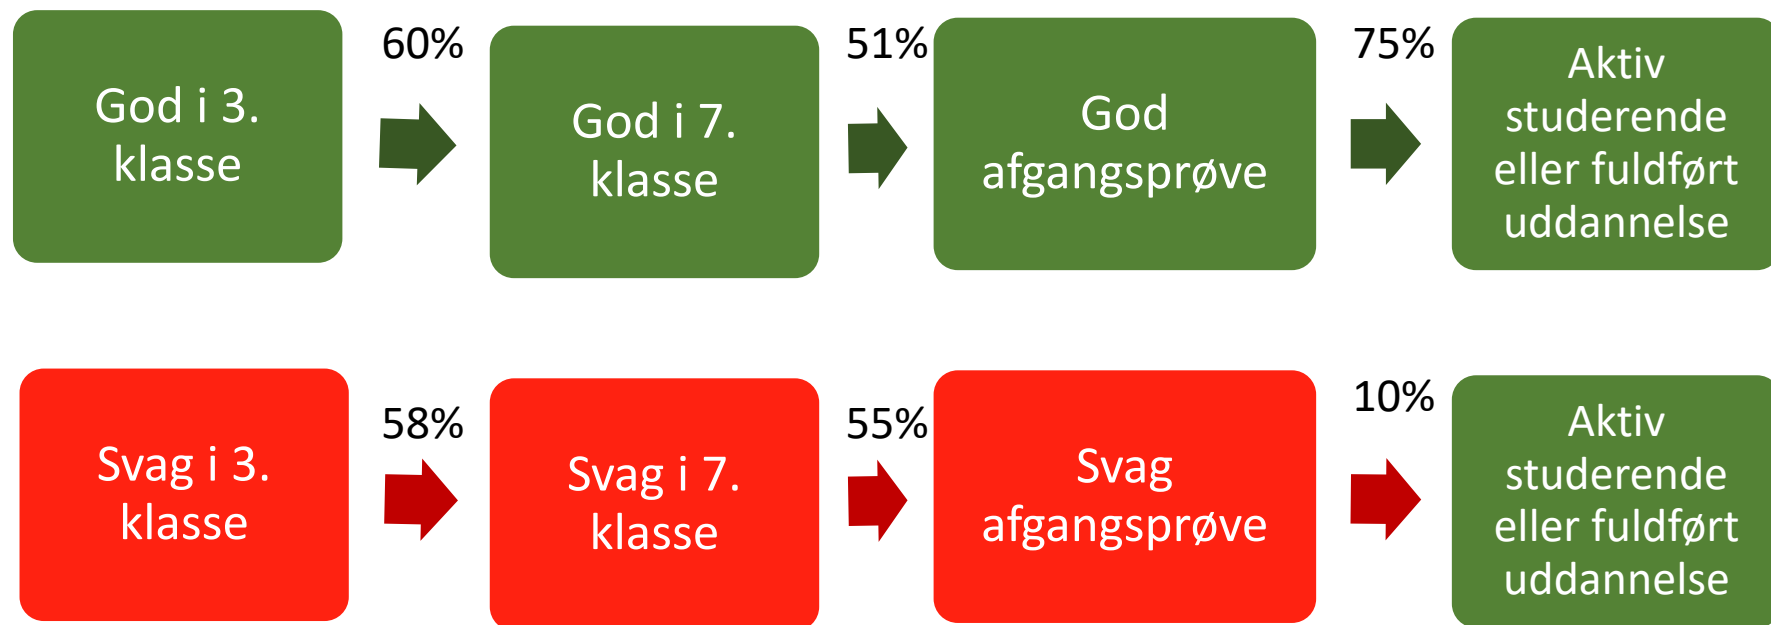 God i 3.
klasse
60%
God i 7.
klasse
51%
God
afgangsprøve
75%
Aktiv
studerende
eller fuldført
uddannelse
Svag i 3.
klasse
58%
Svag i 7.
klasse
55%
Svag
afgangsprøve
10%
Aktiv
studerende
eller fuldført
uddannelse